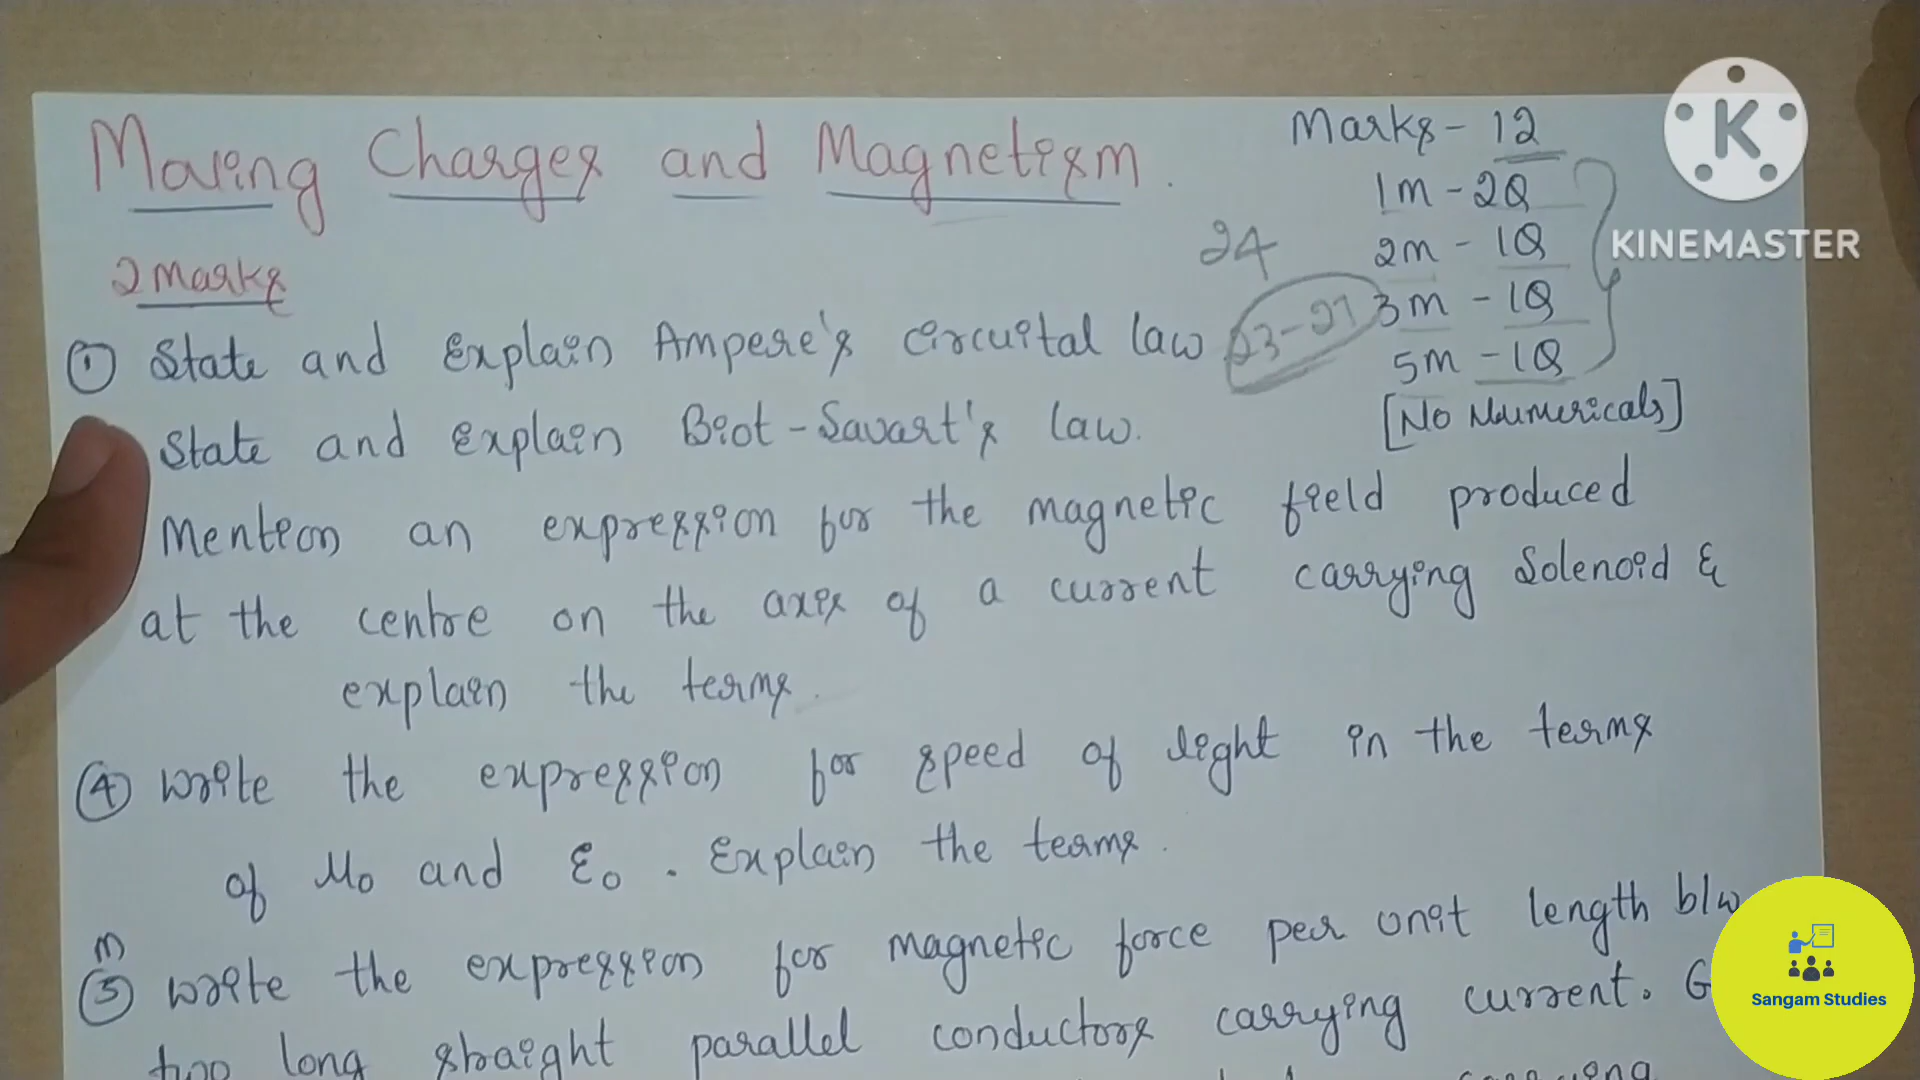 Moving Charges and Magnetism.
Marks - 12
1m - 2Q
2m - 1Q
3m - 1Q
5m - 1Q
[No Numericals]
24
23-27
KINEMASTER
2 Marks
① State and explain Ampere's circuital law
State and explain Biot-Savart's law.
Mention an expression for the magnetic field produced
at the centre on the axis of a current carrying Solenoid &
explain the terms.
④ Write the expression for speed of light in the terms
of μ₀ and ε₀. Explain the terms.
m
⑤ Write the expression for magnetic force per unit length b/w
two long straight parallel conductors carrying current.
carrying
Sangam Studies